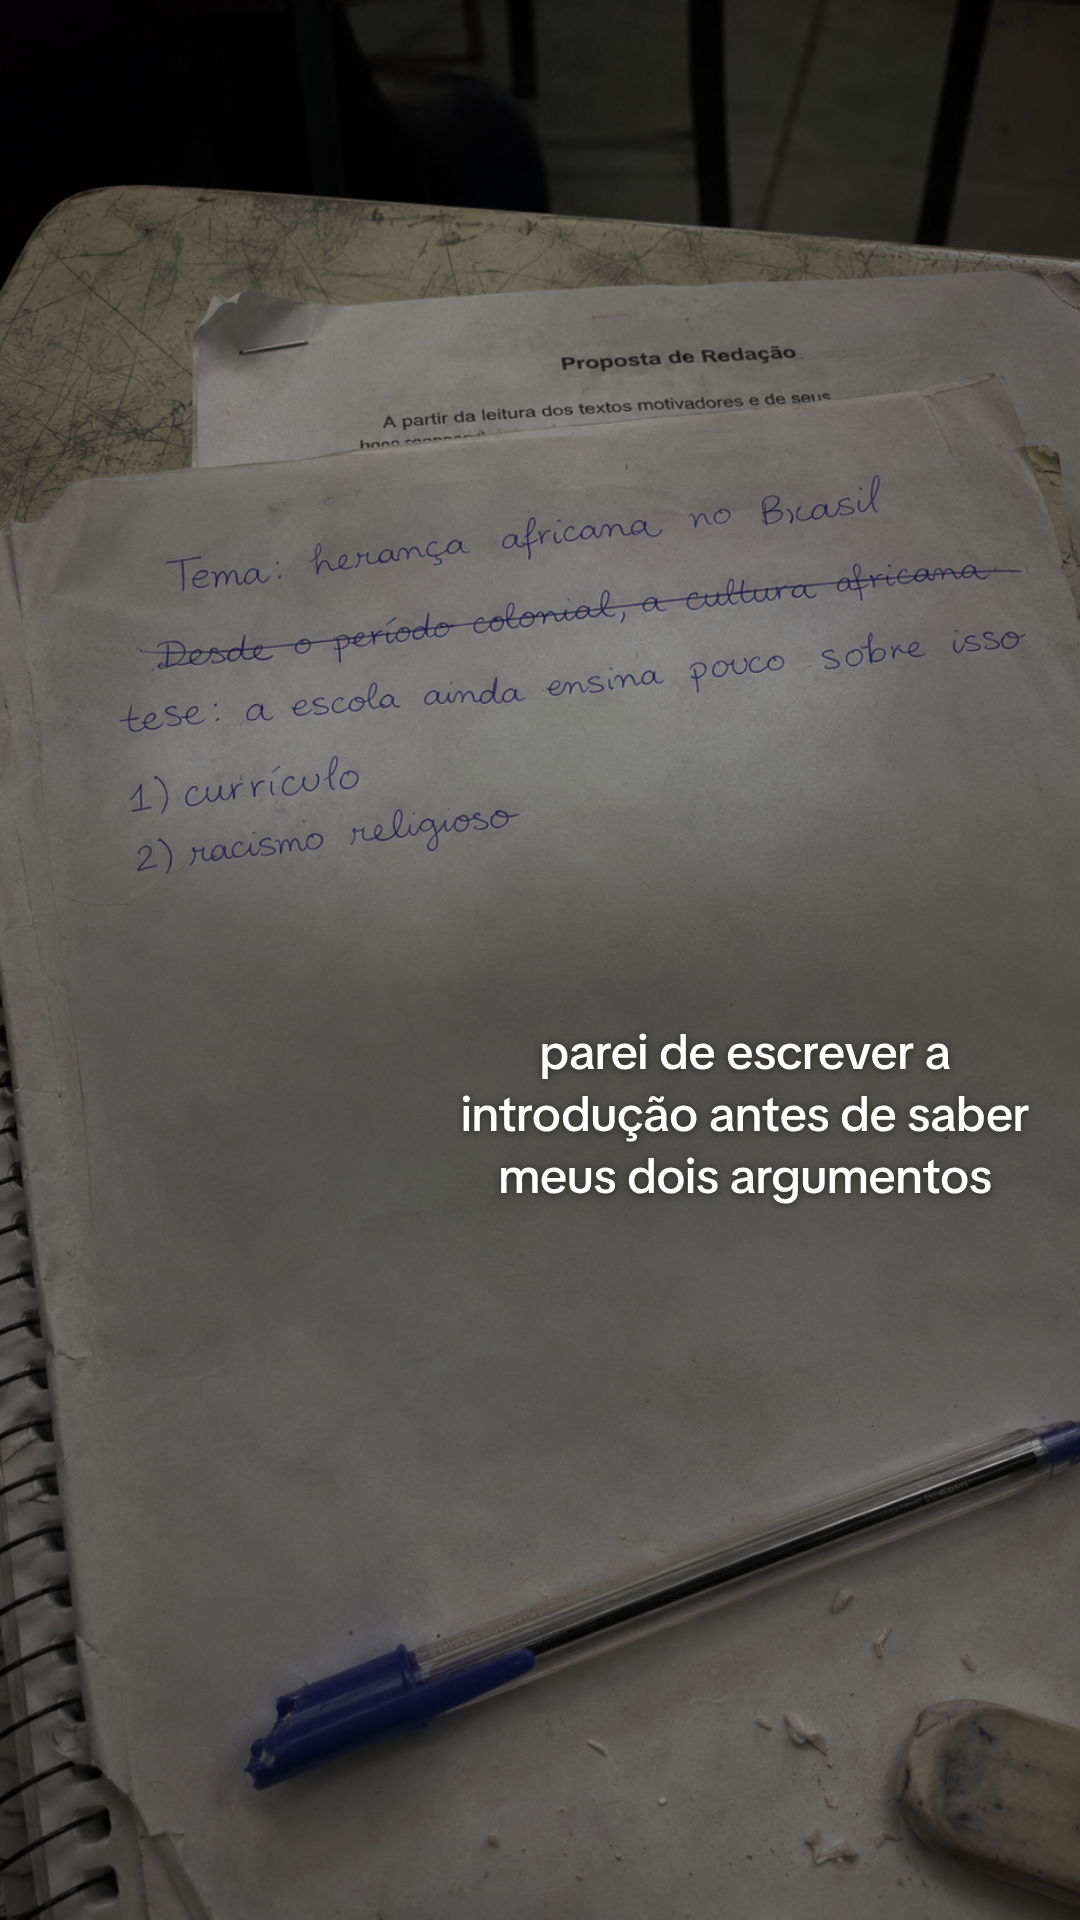 Proposta de Redação
A partir da leitura dos textos motivadores e de seus
Tema: herança africana no Brasil
Desde o período colonial, a cultura africana
tese: a escola ainda ensina pouco sobre isso
1) currículo
2) racismo religioso
parei de escrever a
introdução antes de saber
meus dois argumentos